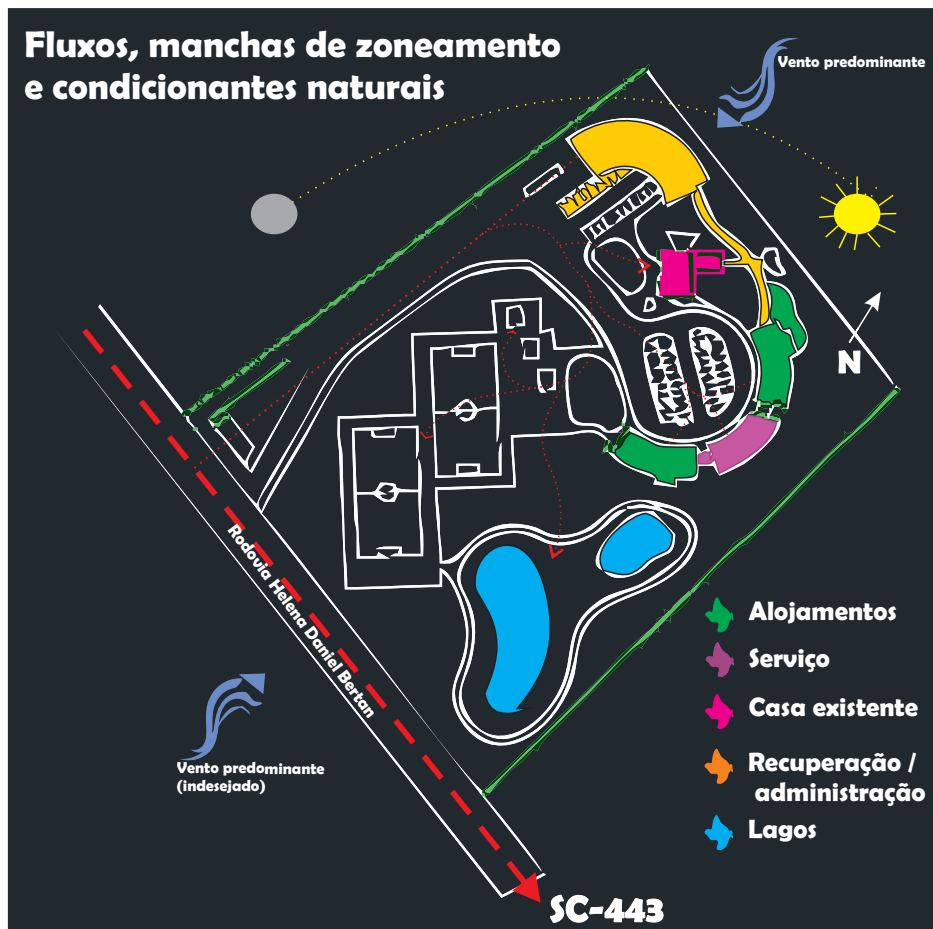 Fluxos, manchas de zoneamento
e condicionantes naturais
Vento predominante
N
Rodovia Helena Daniel Bertan
Vento predominante
(indesejado)
Alojamentos
Serviço
Casa existente
Recuperação /
administração
Lagos
SC-443